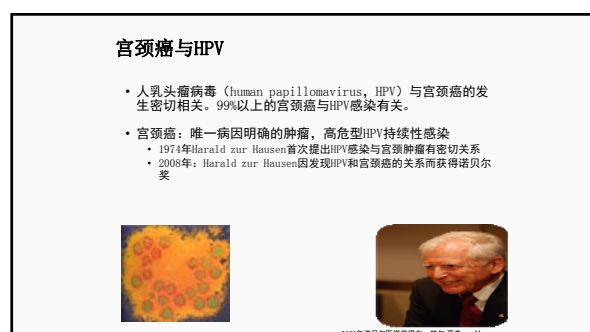 宫颈癌与HPV
• 人乳头瘤病毒（human papillomavirus, HPV）与宫颈癌的发
生密切相关。99%以上的宫颈癌与HPV感染有关。
• 宫颈癌：唯一病因明确的肿瘤，高危型HPV持续性感染
• 1974年Harald zur Hausen首次提出HPV感染与宫颈肿瘤有密切关系
• 2008年：Harald zur Hausen因发现HPV和宫颈癌的关系而获得诺贝尔
奖